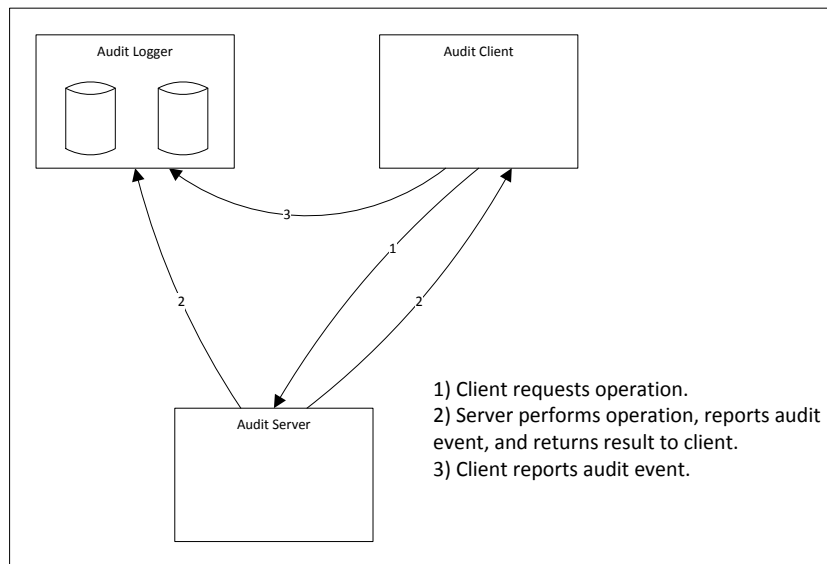 Audit Logger
Audit Client
3
1
2
2
Audit Server
1) Client requests operation.
2) Server performs operation, reports audit
event, and returns result to client.
3) Client reports audit event.